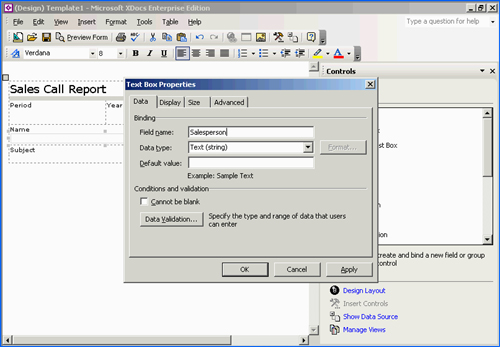 (Design) Template1 - Microsoft XDocs Enterprise Edition
File Edit View Insert Format Tools Table Help
Type a question for help
Preview Form
Verdana 8 B I U
Sales Call Report
Period Year
Name
Subject
Controls
Text Box Properties
Data Display Size Advanced
Binding
Field name: Salesperson
Data type: Text (string) Format...
Default value:
Example: Sample Text
Conditions and validation
Cannot be blank
Data Validation... Specify the type and range of data that users
can enter
OK Cancel Apply
st Box
on
create and bind a new field or group
control
Design Layout
Insert Controls
Show Data Source
Manage Views